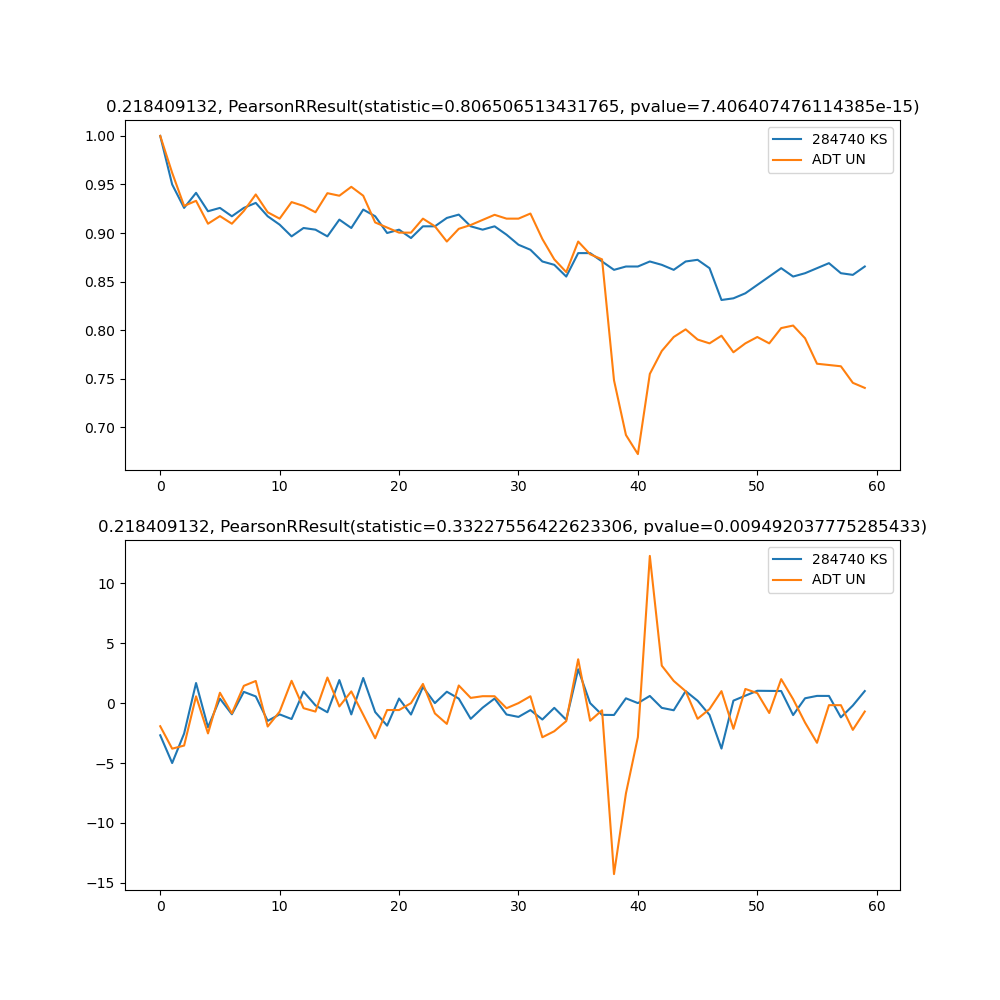 0.218409132, PearsonRResult(statistic=0.806506513431765, pvalue=7.406407476114385e-15)
284740 KS
ADT UN
1.00
0.95
0.90
0.85
0.80
0.75
0.70
0 10 20 30 40 50 60
0.218409132, PearsonRResult(statistic=0.33227556422623306, pvalue=0.009492037775285433)
284740 KS
ADT UN
10
5
0
−5
−10
−15
0 10 20 30 40 50 60